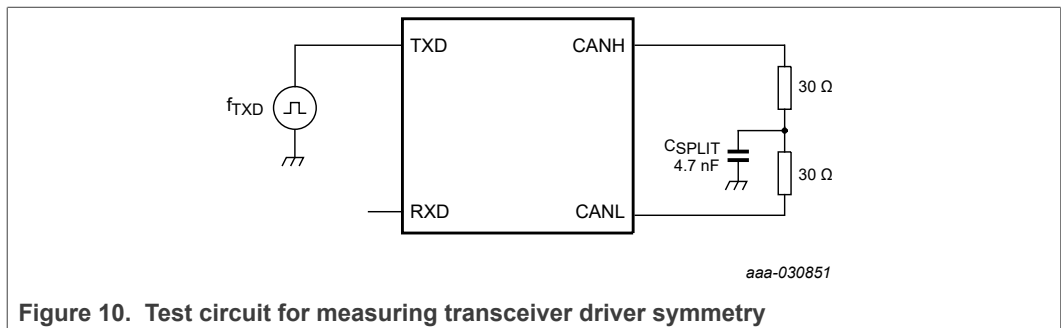 TXD
CANH
30 Ω
fTXD
CSPLIT
4.7 nF
30 Ω
RXD
CANL
aaa-030851
Figure 10. Test circuit for measuring transceiver driver symmetry